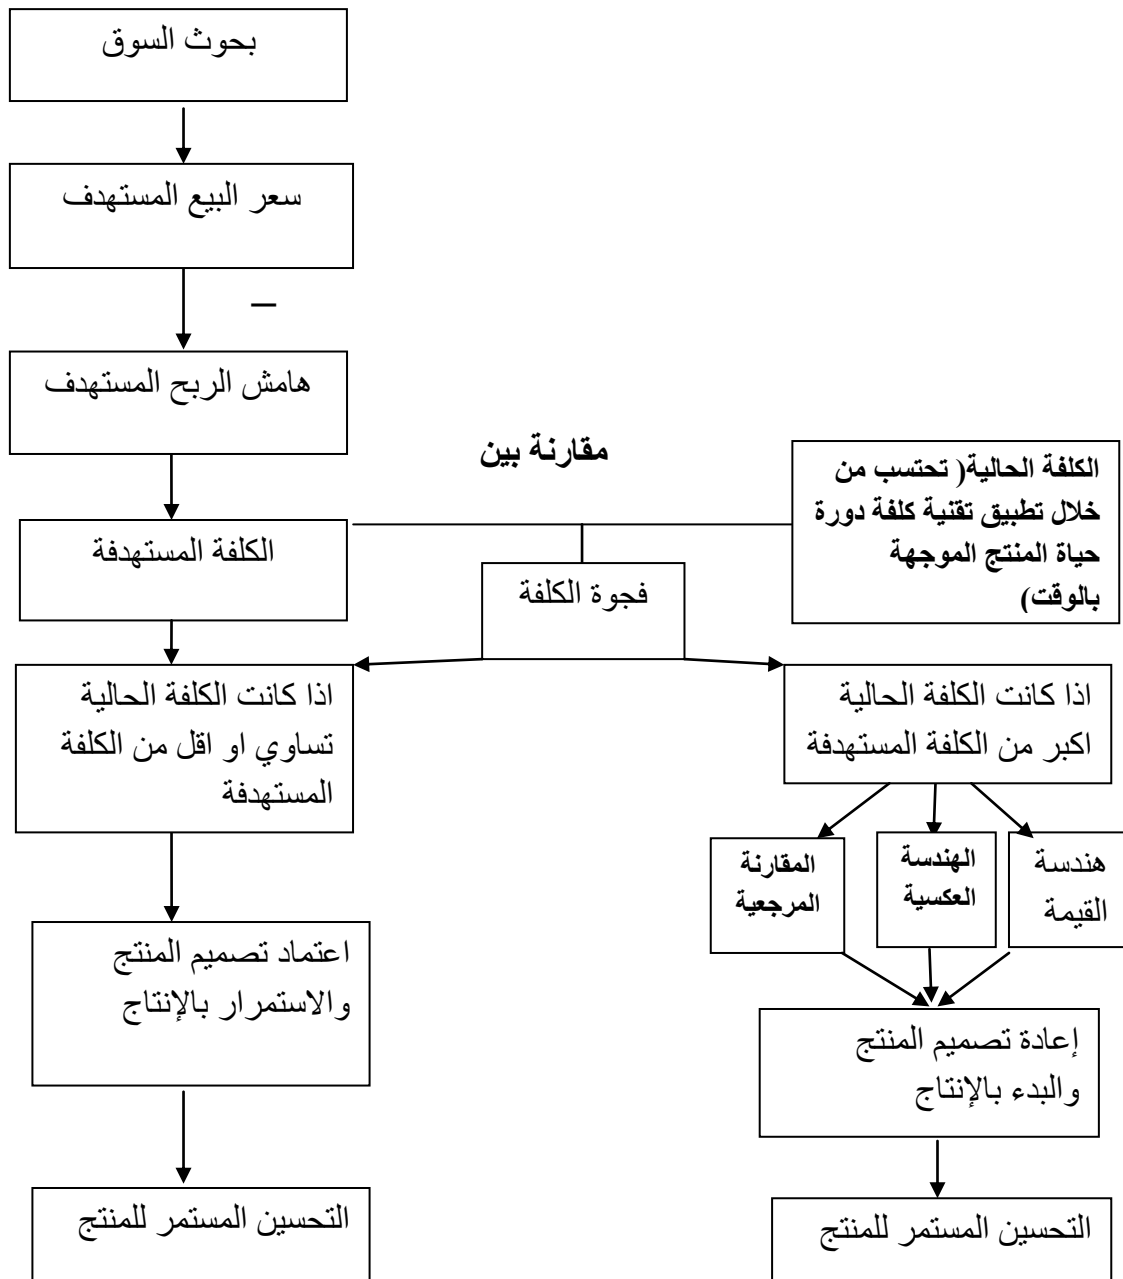 بحوث السوق
سعر البيع المستهدف
–
هامش الربح المستهدف
مقارنة بين
الكلفة الحالية( تحتسب من
خلال تطبيق تقنية كلفة دورة
حياة المنتج الموجهة
بالوقت)
الكلفة المستهدفة
فجوة الكلفة
اذا كانت الكلفة الحالية
اكبر من الكلفة المستهدفة
اذا كانت الكلفة الحالية
تساوي او اقل من الكلفة
المستهدفة
هندسة
القيمة
الهندسة
العكسية
المقارنة
المرجعية
إعادة تصميم المنتج
والبدء بالإنتاج
اعتماد تصميم المنتج
والاستمرار بالإنتاج
التحسين المستمر للمنتج
التحسين المستمر للمنتج